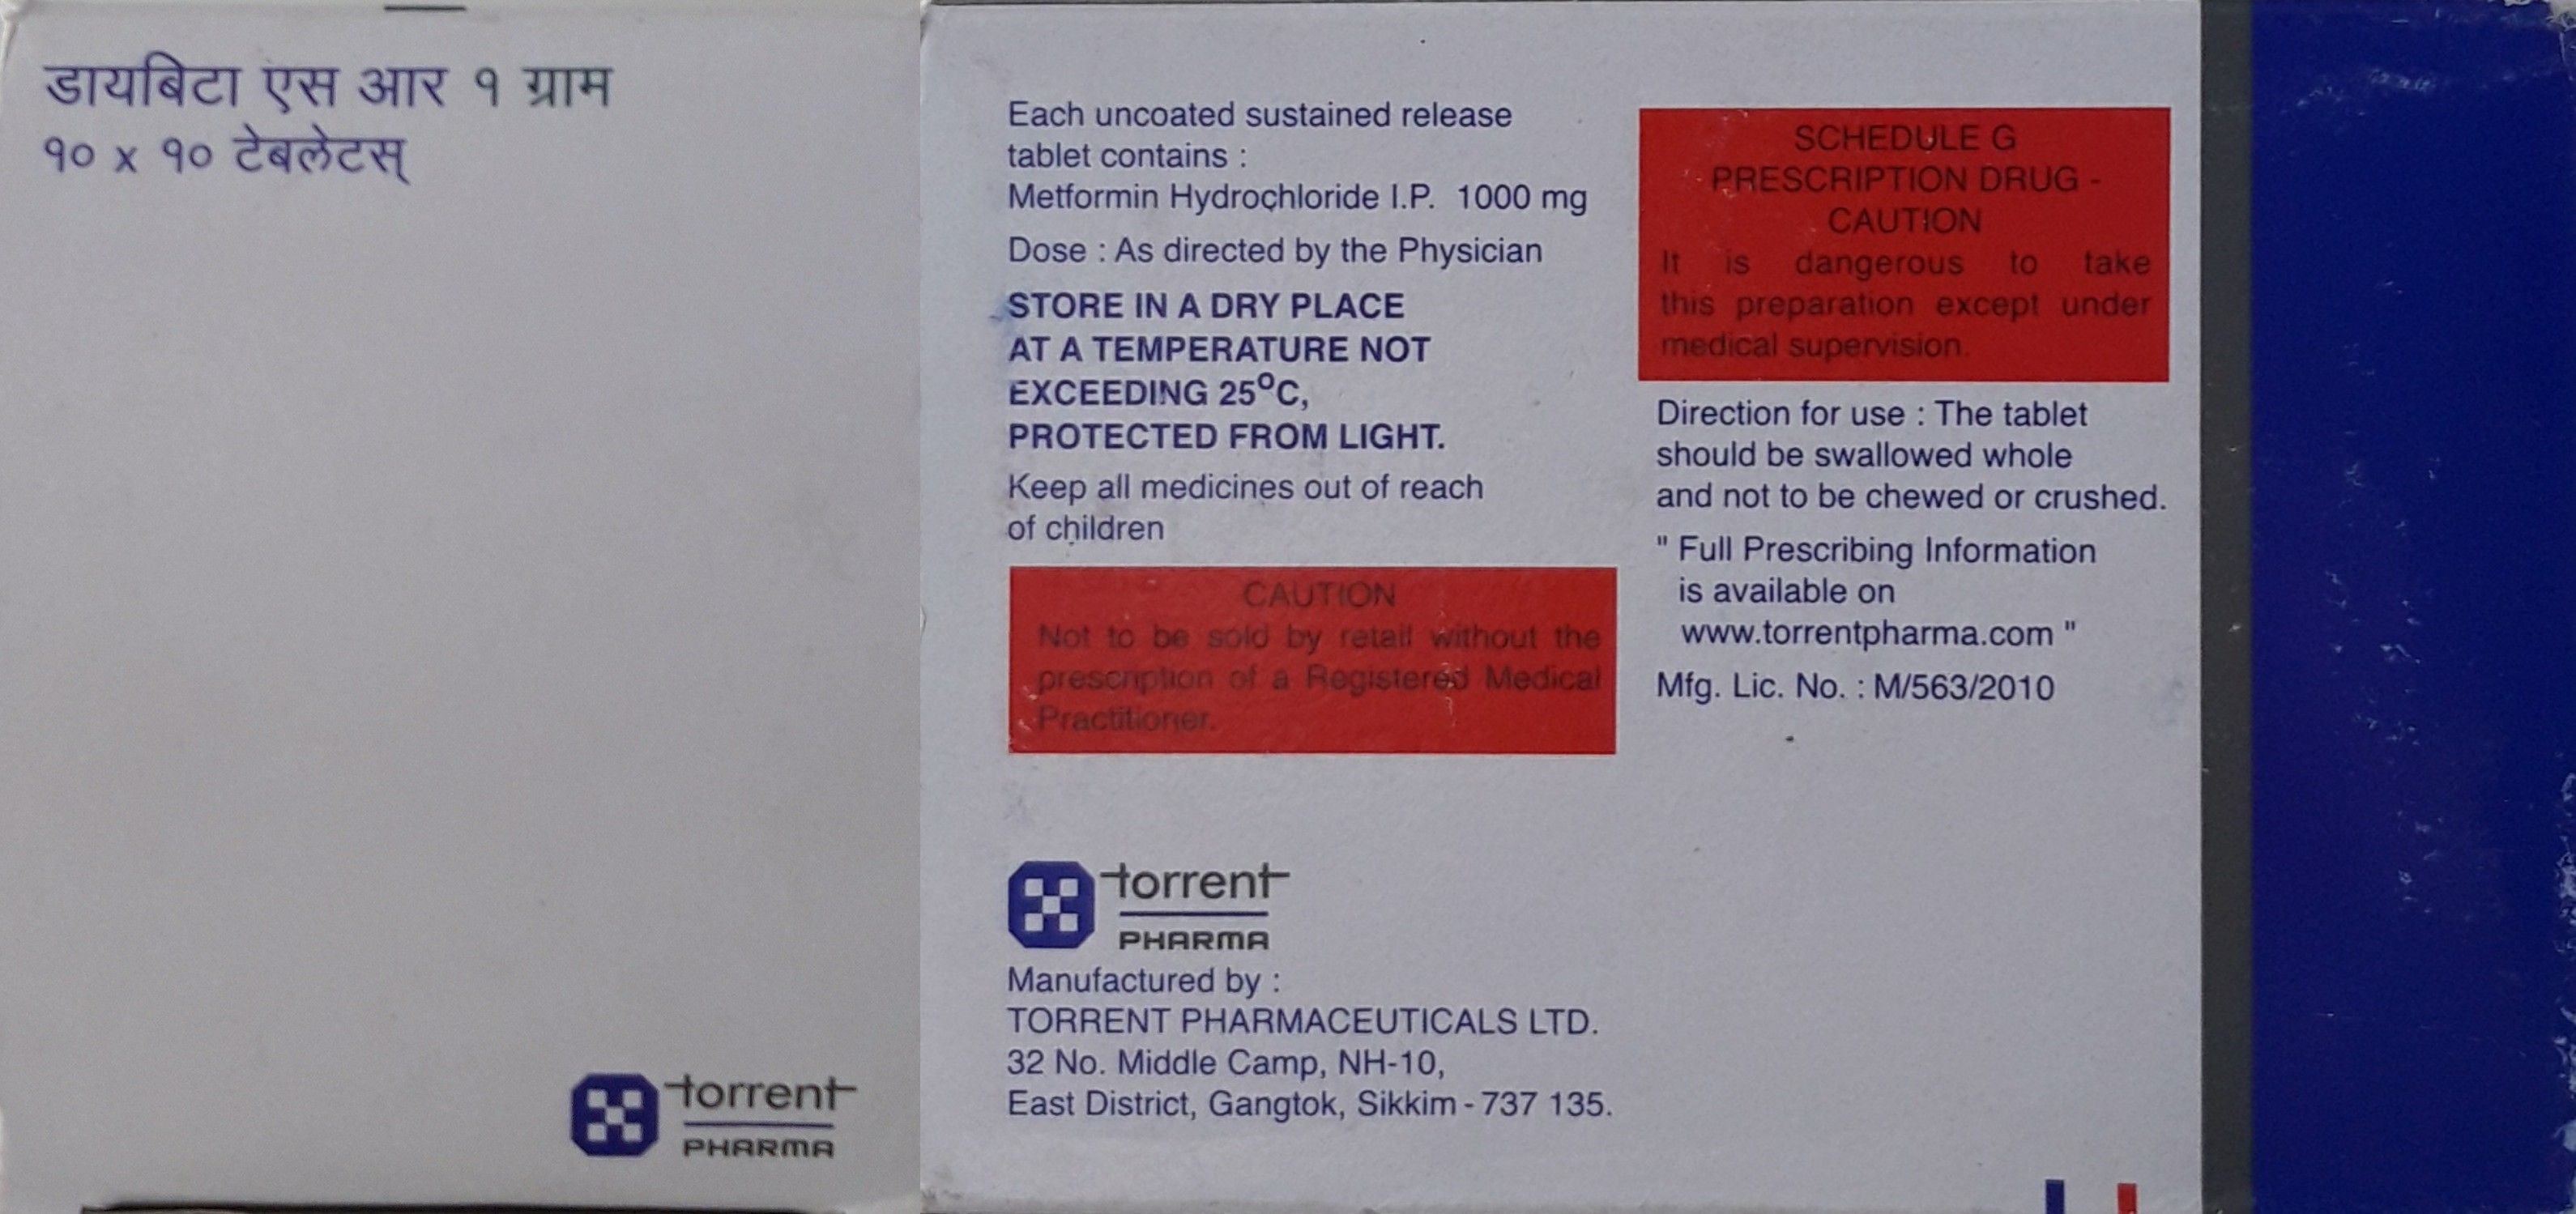 डायबिटा एस आर १ ग्राम
१० x १० टेबलेटस्
torrent
PHARMA
Each uncoated sustained release
tablet contains :
Metformin Hydrochloride I.P. 1000 mg
Dose : As directed by the Physician
STORE IN A DRY PLACE
AT A TEMPERATURE NOT
EXCEEDING 25°C,
PROTECTED FROM LIGHT.
Keep all medicines out of reach
of children
CAUTION
Not to be sold by retail without the
prescription of a Registered Medical
Practitioner.
torrent
PHARMA
Manufactured by :
TORRENT PHARMACEUTICALS LTD.
32 No. Middle Camp, NH-10,
East District, Gangtok, Sikkim - 737 135.
SCHEDULE G
PRESCRIPTION DRUG -
CAUTION
It is dangerous to take
this preparation except under
medical supervision.
Direction for use : The tablet
should be swallowed whole
and not to be chewed or crushed.
" Full Prescribing Information
is available on
www.torrentpharma.com "
Mfg. Lic. No. : M/563/2010